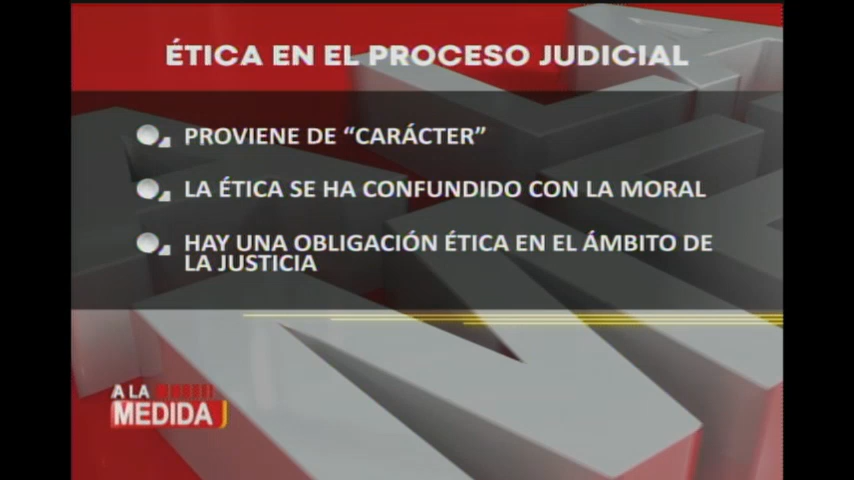 ÉTICA EN EL PROCESO JUDICIAL
PROVIENE DE “CARÁCTER”
LA ÉTICA SE HA CONFUNDIDO CON LA MORAL
HAY UNA OBLIGACIÓN ÉTICA EN EL ÁMBITO DE
LA JUSTICIA
A LA
MEDIDA